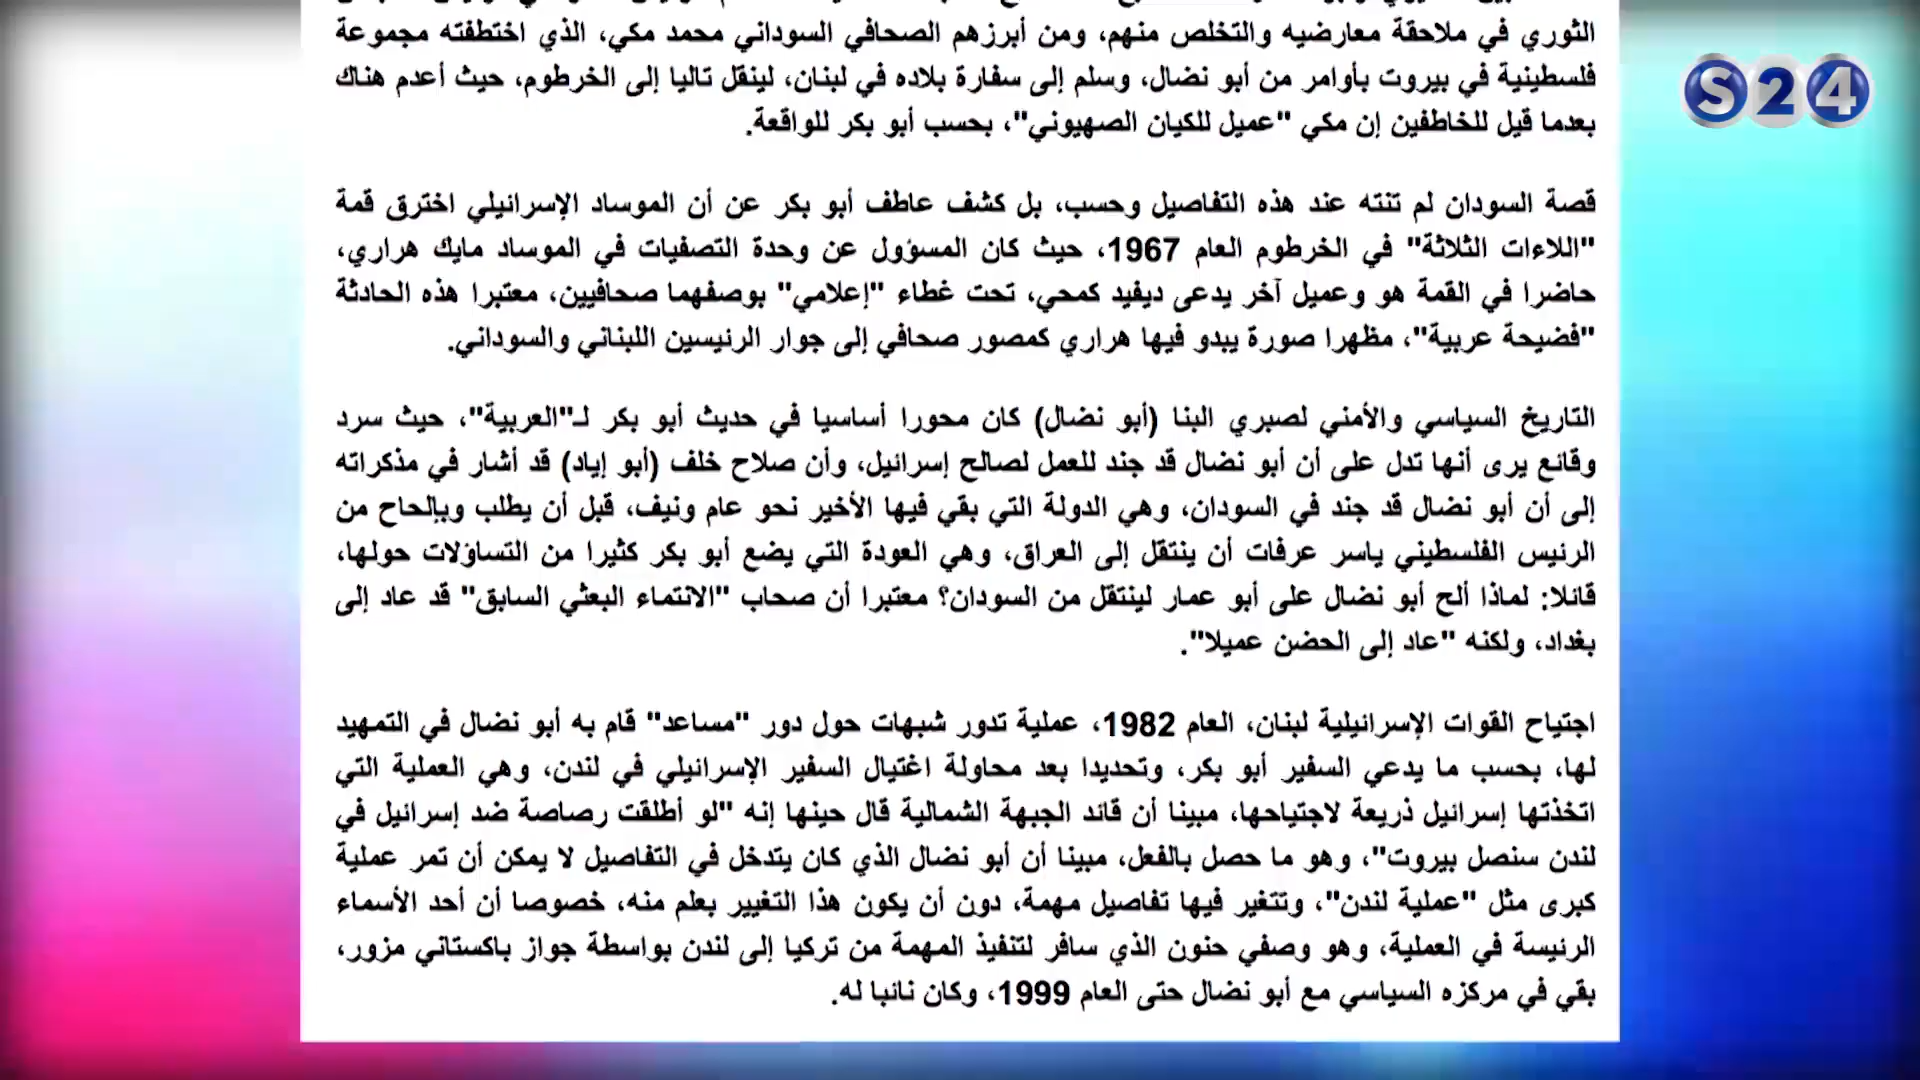 الثوري في ملاحقة معارضيه والتخلص منهم، ومن أبرزهم الصحافي السوداني محمد مكي، الذي اختطفته مجموعة
فلسطينية في بيروت بأوامر من أبو نضال، وسلم إلى سفارة بلاده في لبنان، لينقل تاليا إلى الخرطوم، حيث أعدم هناك
بعدما قيل للخاطفين إن مكي "عميل للكيان الصهيوني"، بحسب أبو بكر للواقعة.
قصة السودان لم تنته عند هذه التفاصيل وحسب، بل كشف عاطف أبو بكر عن أن الموساد الإسرائيلي اخترق قمة
"اللاءات الثلاثة" في الخرطوم العام 1967، حيث كان المسؤول عن وحدة التصفيات في الموساد مايك هراري،
حاضرا في القمة هو وعميل آخر يدعى ديفيد كمحي، تحت غطاء "إعلامي" بوصفهما صحافيين، معتبرا هذه الحادثة
"فضيحة عربية"، مظهرا صورة يبدو فيها هراري كمصور صحافي إلى جوار الرئيسين اللبناني والسوداني.
التاريخ السياسي والأمني لصبري البنا (أبو نضال) كان محورا أساسيا في حديث أبو بكر لـ"العربية"، حيث سرد
وقائع يرى أنها تدل على أن أبو نضال قد جند للعمل لصالح إسرائيل، وأن صلاح خلف (أبو إياد) قد أشار في مذكراته
إلى أن أبو نضال قد جند في السودان، وهي الدولة التي بقي فيها الأخير نحو عام ونيف، قبل أن يطلب وبإلحاح من
الرئيس الفلسطيني ياسر عرفات أن ينتقل إلى العراق، وهي العودة التي يضع أبو بكر كثيرا من التساؤلات حولها،
قائلا: لماذا ألح أبو نضال على أبو عمار لينتقل من السودان؟ معتبرا أن صحاب "الانتماء البعثي السابق" قد عاد إلى
بغداد، ولكنه "عاد إلى الحضن عميلا".
اجتياح القوات الإسرائيلية لبنان، العام 1982، عملية تدور شبهات حول دور "مساعد" قام به أبو نضال في التمهيد
لها، بحسب ما يدعي السفير أبو بكر، وتحديدا بعد محاولة اغتيال السفير الإسرائيلي في لندن، وهي العملية التي
اتخذتها إسرائيل ذريعة لاجتياحها، مبينا أن قائد الجبهة الشمالية قال حينها إنه "لو أطلقت رصاصة ضد إسرائيل في
لندن سنصل بيروت"، وهو ما حصل بالفعل، مبينا أن أبو نضال الذي كان يتدخل في التفاصيل لا يمكن أن تمر عملية
كبرى مثل "عملية لندن"، وتتغير فيها تفاصيل مهمة، دون أن يكون هذا التغيير بعلم منه، خصوصا أن أحد الأسماء
الرئيسة في العملية، وهو وصفي حنون الذي سافر لتنفيذ المهمة من تركيا إلى لندن بواسطة جواز باكستاني مزور،
بقي في مركزه السياسي مع أبو نضال حتى العام 1999، وكان نائبا له.
S24